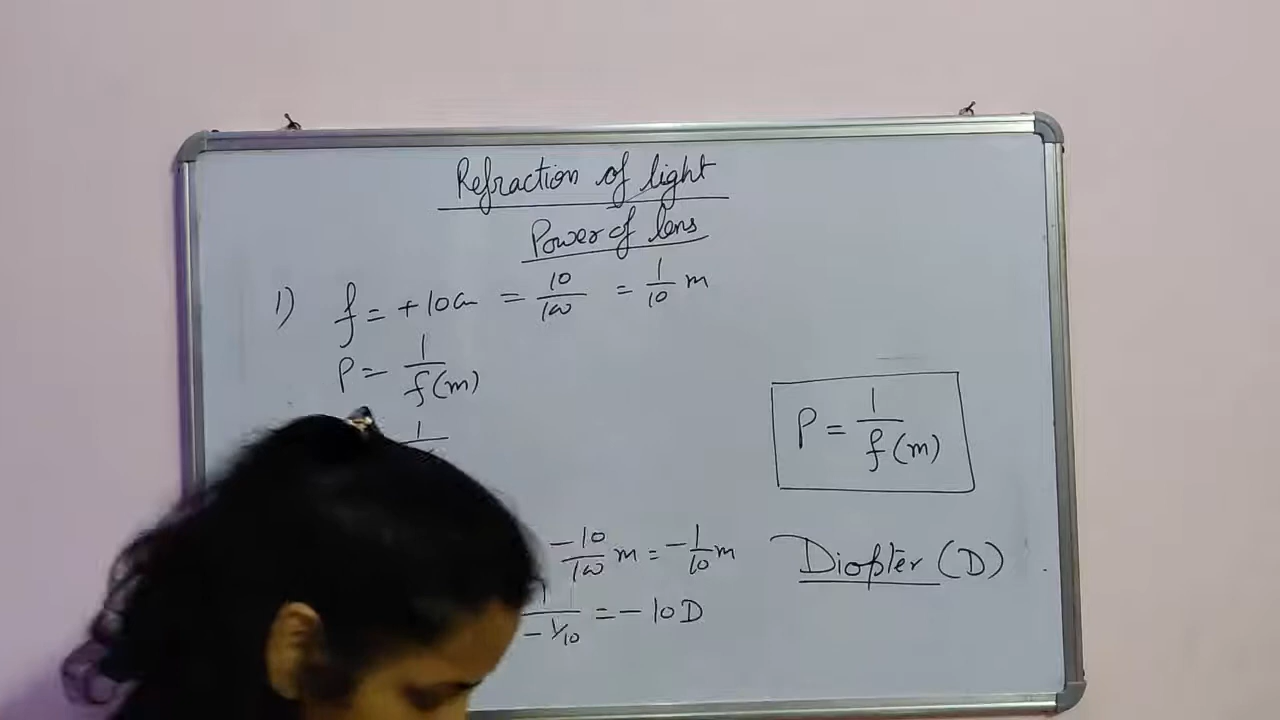 Refraction of light
Power of lens
1) f = +10cm = 10/100 = 1/10 m
P = 1/f(m)
P = 1/f(m)
-10/100 m = -1/10 m
Diopter (D)
1/-1/10 = -10D